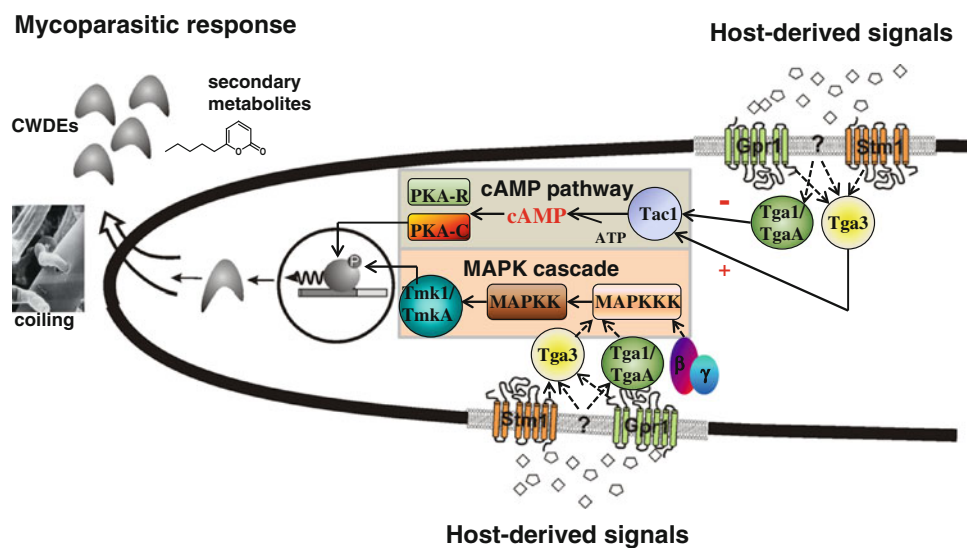 Mycoparasitic response
Host-derived signals
CWDEs
secondary
metabolites
O
O
Gpr1
?
Stm1
PKA-R
cAMP pathway
PKA-C
cAMP
ATP
Tac1
-
Tga1/
TgaA
Tga3
+
P
MAPK cascade
Tmk1/
TmkA
MAPKK
MAPKKK
coiling
Tga3
Tga1/
TgaA
β
γ
Stm1
?
Gpr1
Host-derived signals